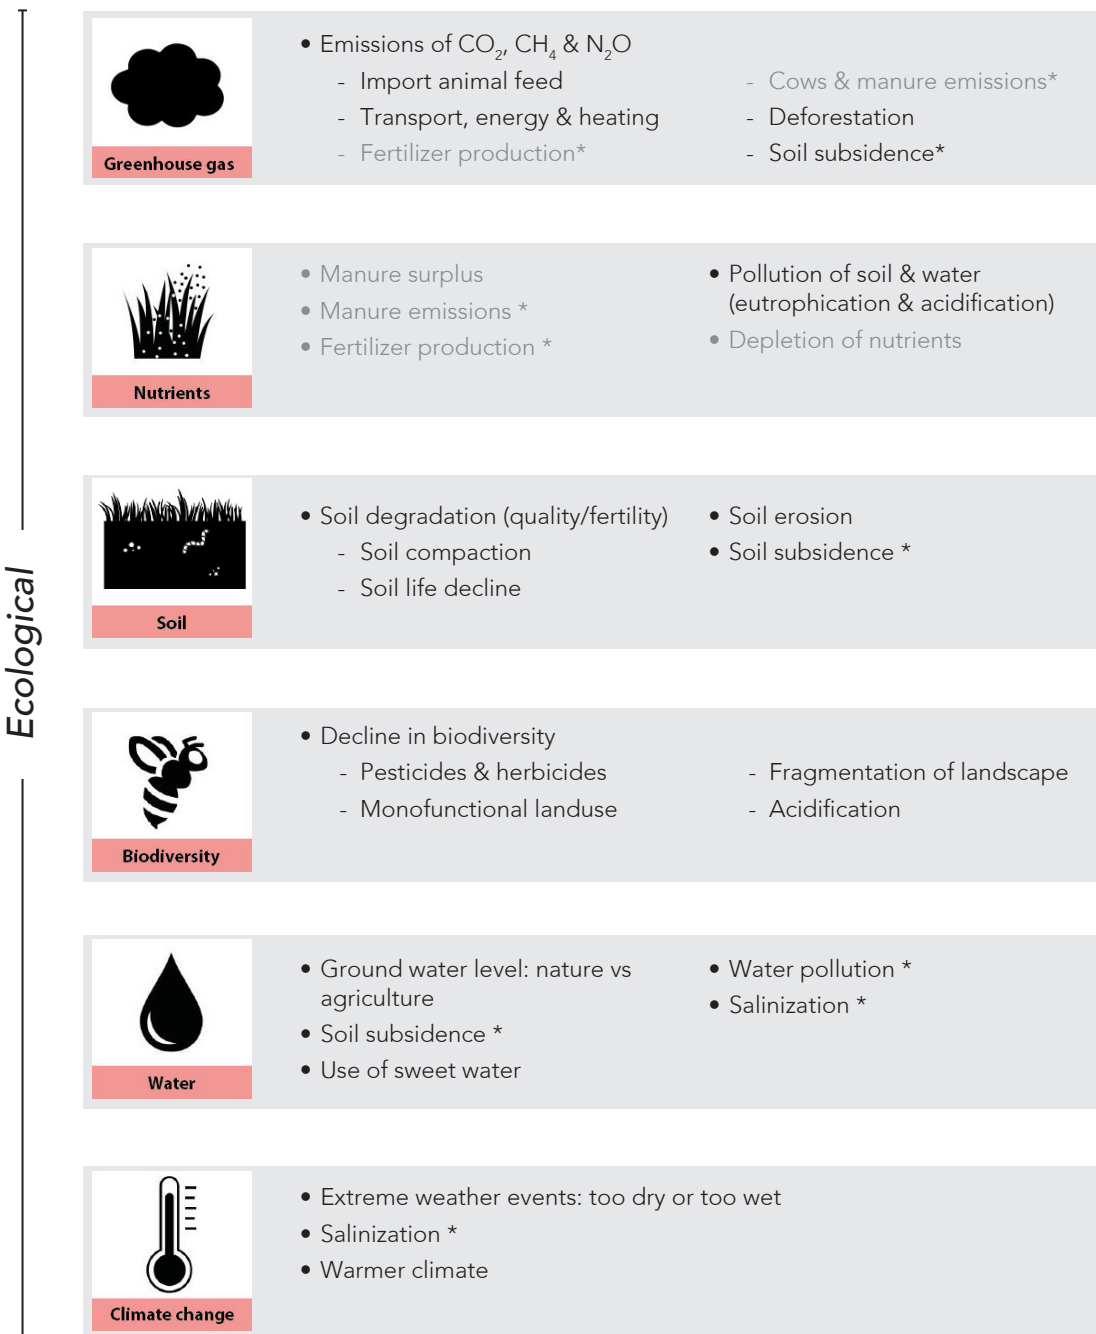 Ecological
Greenhouse gas
• Emissions of CO₂, CH₄ & N₂O
- Import animal feed
- Transport, energy & heating
- Fertilizer production*
- Cows & manure emissions*
- Deforestation
- Soil subsidence*
Nutrients
• Manure surplus
• Manure emissions *
• Fertilizer production *
• Pollution of soil & water
(eutrophication & acidification)
• Depletion of nutrients
Soil
• Soil degradation (quality/fertility)
- Soil compaction
- Soil life decline
• Soil erosion
• Soil subsidence *
Biodiversity
• Decline in biodiversity
- Pesticides & herbicides
- Monofunctional landuse
- Fragmentation of landscape
- Acidification
Water
• Ground water level: nature vs
agriculture
• Soil subsidence *
• Use of sweet water
• Water pollution *
• Salinization *
Climate change
• Extreme weather events: too dry or too wet
• Salinization *
• Warmer climate